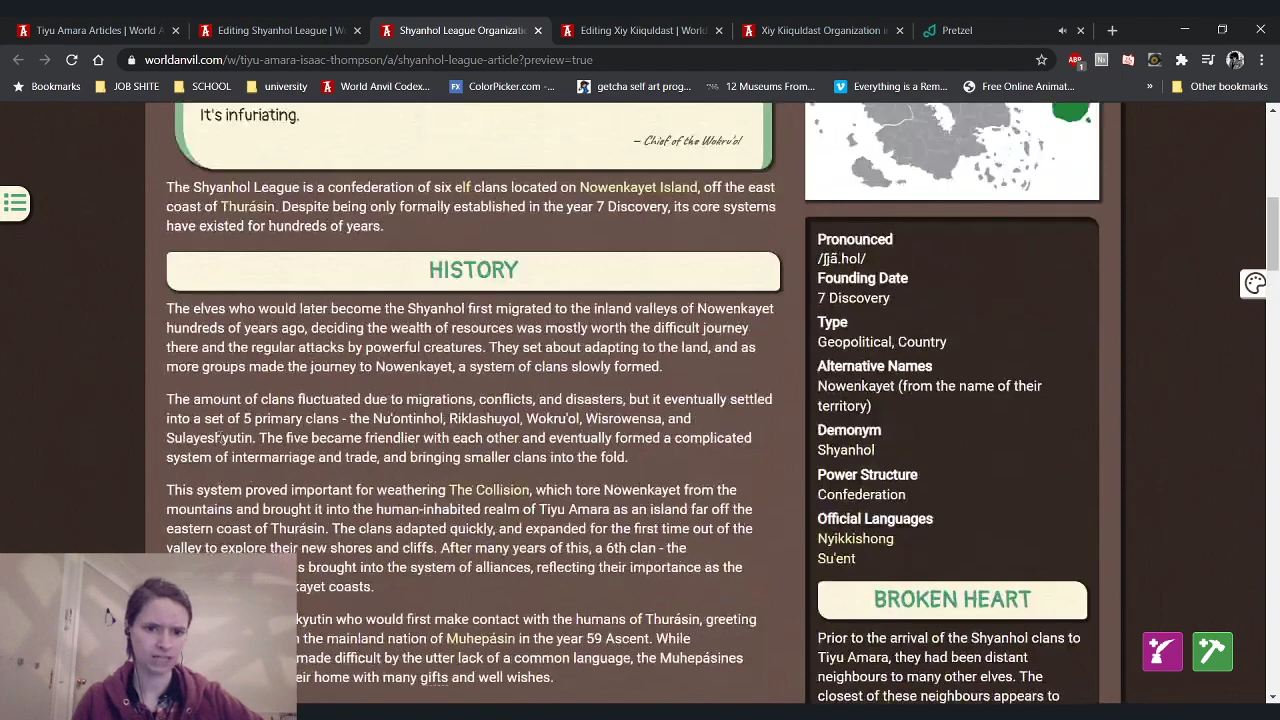 Tiyu Amara Articles | World A
Editing Shyanhol League | W
Shyanhol League Organizatio
Editing Xiy Kiiquldast | World
Xiy Kiiquldast Organization in
Pretzel
worldanvil.com/w/tiyu-amara-isaac-thompson/a/shyanhol-league-article?preview=true
Bookmarks
JOB SHITE
SCHOOL
university
World Anvil Codex...
ColorPicker.com -...
getcha self art prog...
12 Museums From...
Everything is a Rem...
Free Online Animat...
»
Other bookmarks
It's infuriating.
— Chief of the Wokru'ol
The Shyanhol League is a confederation of six elf clans located on Nowenkayet Island, off the east
coast of Thurásin. Despite being only formally established in the year 7 Discovery, its core systems
have existed for hundreds of years.
HISTORY
The elves who would later become the Shyanhol first migrated to the inland valleys of Nowenkayet
hundreds of years ago, deciding the wealth of resources was mostly worth the difficult journey
there and the regular attacks by powerful creatures. They set about adapting to the land, and as
more groups made the journey to Nowenkayet, a system of clans slowly formed.
The amount of clans fluctuated due to migrations, conflicts, and disasters, but it eventually settled
into a set of 5 primary clans - the Nu'ontinhol, Riklashuyol, Wokru'ol, Wisrowensa, and
Sulayeshyutin. The five became friendlier with each other and eventually formed a complicated
system of intermarriage and trade, and bringing smaller clans into the fold.
This system proved important for weathering The Collision, which tore Nowenkayet from the
mountains and brought it into the human-inhabited realm of Tiyu Amara as an island far off the
eastern coast of Thurásin. The clans adapted quickly, and expanded for the first time out of the
valley to explore their new shores and cliffs. After many years of this, a 6th clan - the
s brought into the system of alliances, reflecting their importance as the
kayet coasts.
kyutin who would first make contact with the humans of Thurásin, greeting
n the mainland nation of Muhepásin in the year 59 Ascent. While
made difficult by the utter lack of a common language, the Muhepásines
eir home with many gifts and well wishes.
Pronounced
/ʃjã.hol/
Founding Date
7 Discovery
Type
Geopolitical, Country
Alternative Names
Nowenkayet (from the name of their
territory)
Demonym
Shyanhol
Power Structure
Confederation
Official Languages
Nyikkishong
Su'ent
BROKEN HEART
Prior to the arrival of the Shyanhol clans to
Tiyu Amara, they had been distant
neighbours to many other elves. The
closest of these neighbours appears to